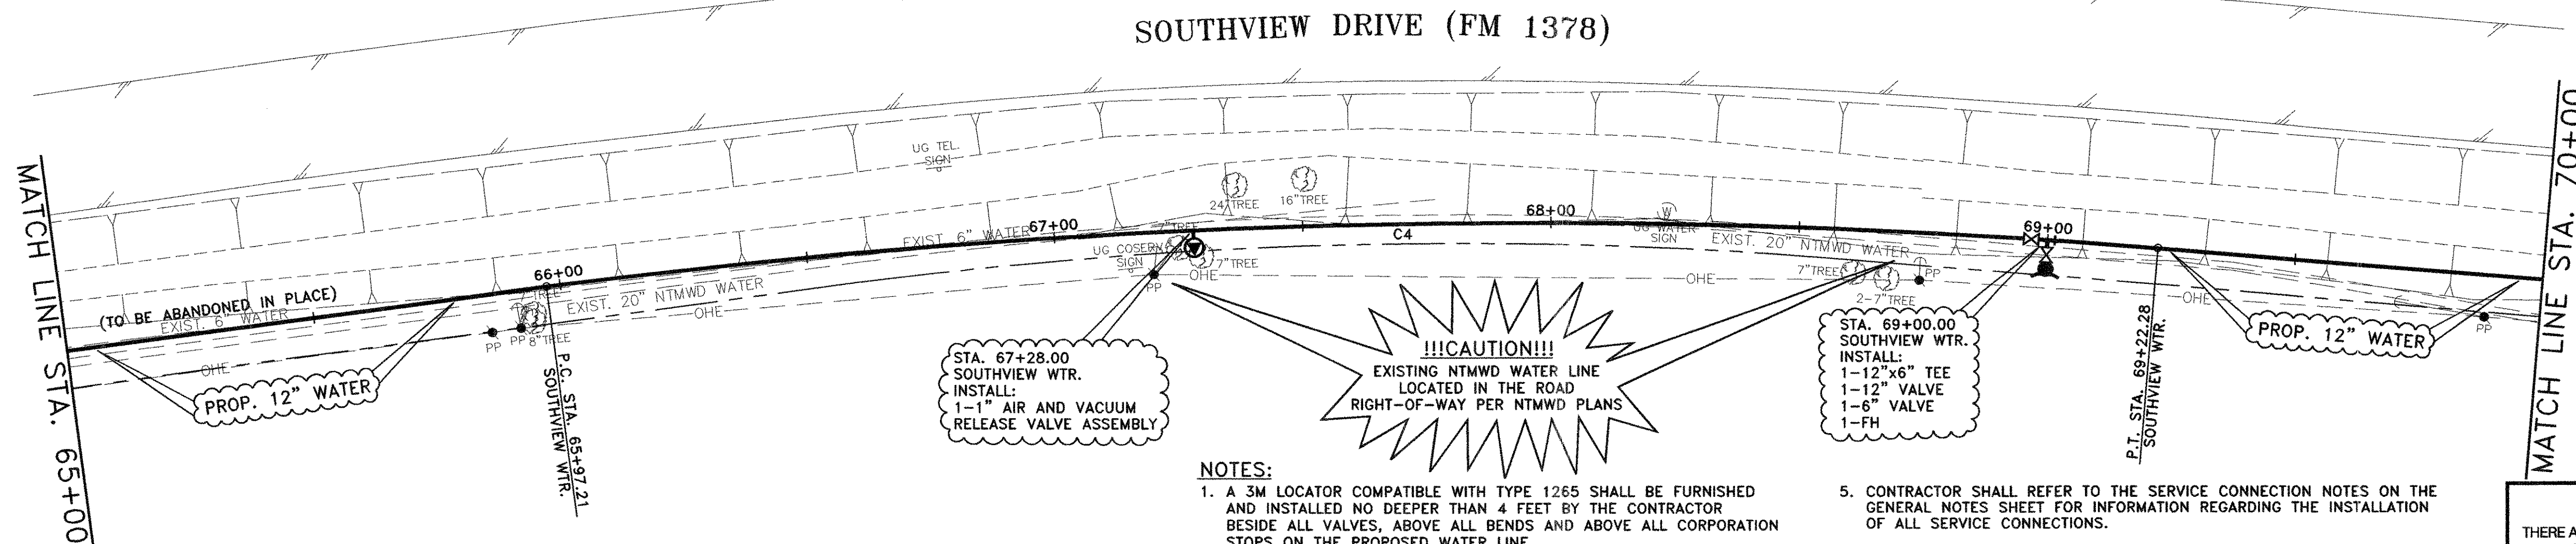 SOUTHVIEW DRIVE (FM 1378)
MATCH LINE STA. 65+00
MATCH LINE STA. 70+00
UG TEL.
SIGN
24"TREE
16"TREE
66+00
67+00
68+00
69+00
C4
(TO BE ABANDONED IN PLACE)
EXIST. 6" WATER
EXIST. 6" WATER
EXIST. 20" NTMWD WATER
EXIST. 20" NTMWD WATER
7"TREE
UG COSERV
SIGN
7"TREE
7"TREE
W
UG WATER
SIGN
7"TREE
2-7"TREE
8"TREE
PP
PP
PP
PP
PP
OHE
OHE
OHE
OHE
OHE
PROP. 12" WATER
PROP. 12" WATER
P.C. STA. 65+97.21
SOUTHVIEW WTR.
STA. 67+28.00
SOUTHVIEW WTR.
INSTALL:
1-1" AIR AND VACUUM
RELEASE VALVE ASSEMBLY
!!!CAUTION!!!
EXISTING NTMWD WATER LINE
LOCATED IN THE ROAD
RIGHT-OF-WAY PER NTMWD PLANS
STA. 69+00.00
SOUTHVIEW WTR.
INSTALL:
1-12"x6" TEE
1-12" VALVE
1-6" VALVE
1-FH
P.T. STA. 69+22.28
SOUTHVIEW WTR.
NOTES:
1. A 3M LOCATOR COMPATIBLE WITH TYPE 1265 SHALL BE FURNISHED
AND INSTALLED NO DEEPER THAN 4 FEET BY THE CONTRACTOR
BESIDE ALL VALVES, ABOVE ALL BENDS AND ABOVE ALL CORPORATION
STOPS ON THE PROPOSED WATER LINE
5. CONTRACTOR SHALL REFER TO THE SERVICE CONNECTION NOTES ON THE
GENERAL NOTES SHEET FOR INFORMATION REGARDING THE INSTALLATION
OF ALL SERVICE CONNECTIONS.
THERE A